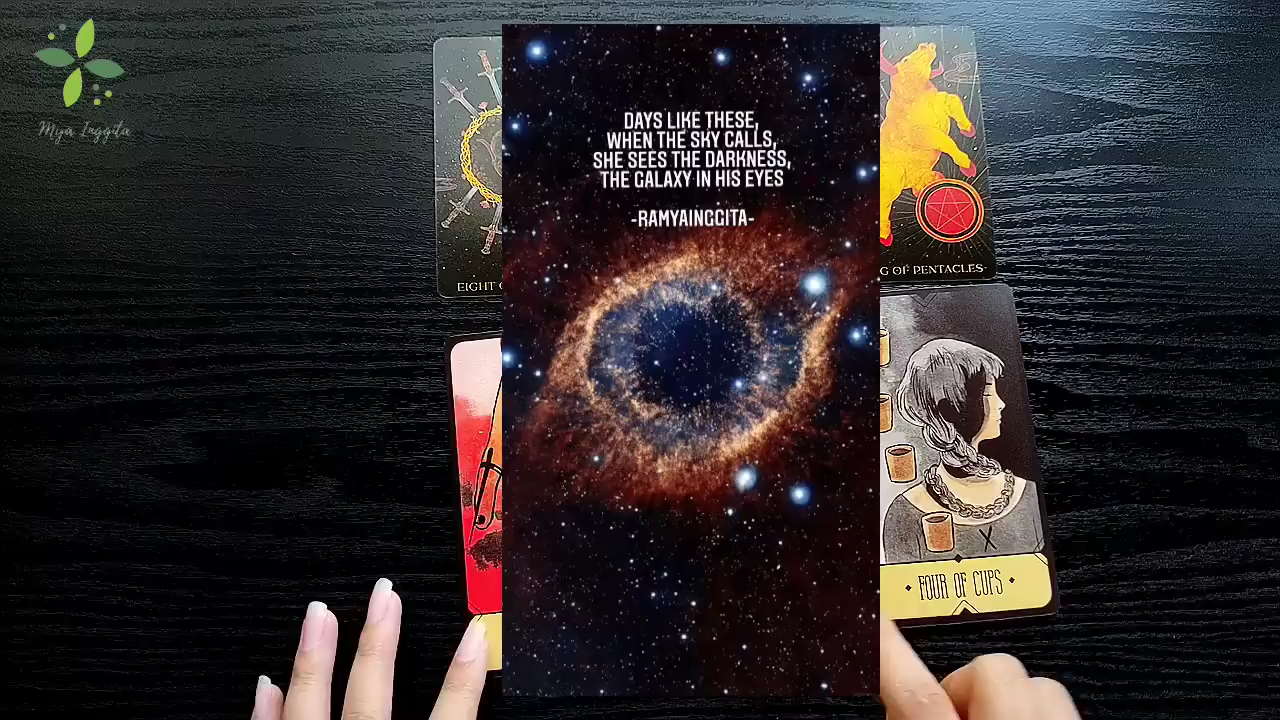 Mya Inggita
DAYS LIKE THESE,
WHEN THE SKY CALLS,
SHE SEES THE DARKNESS,
THE GALAXY IN HIS EYES
-RAMYAINGGITA-
EIGHT
G OF PENTACLES
FOUR OF CUPS